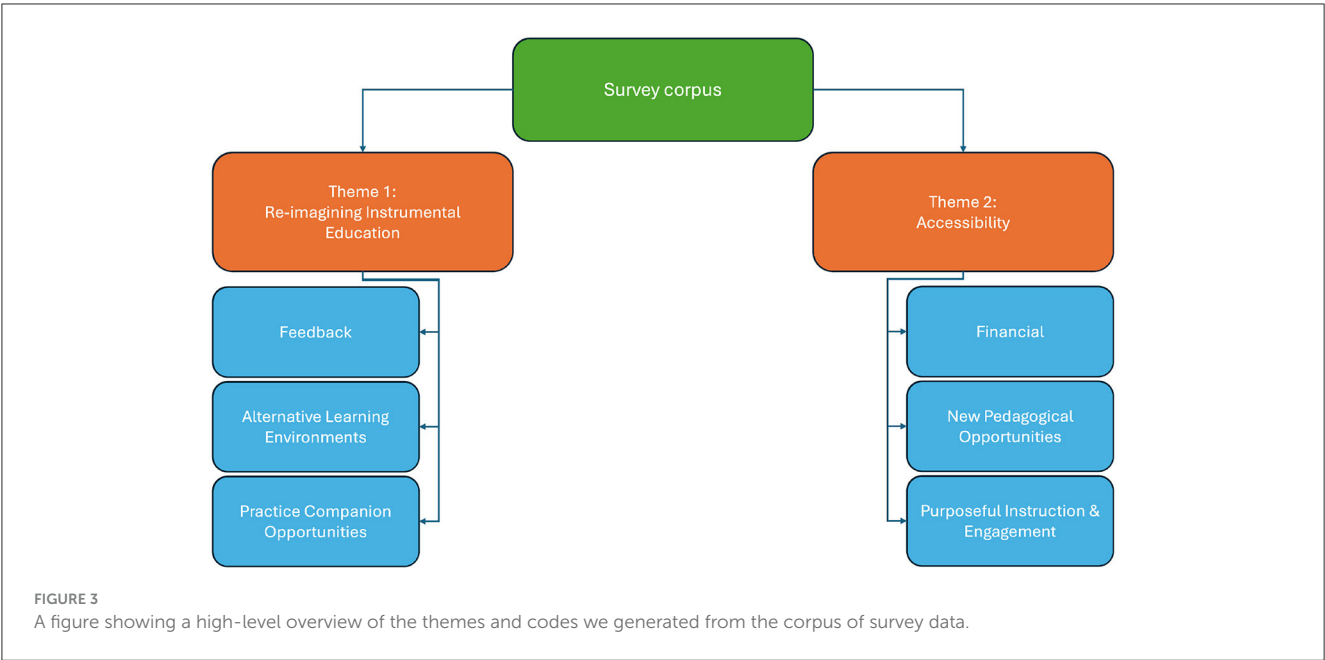 Survey corpus
Theme 1:
Re-imagining Instrumental
Education
Feedback
Alternative Learning
Environments
Practice Companion
Opportunities
Theme 2:
Accessibility
Financial
New Pedagogical
Opportunities
Purposeful Instruction &
Engagement
FIGURE 3
A figure showing a high-level overview of the themes and codes we generated from the corpus of survey data.